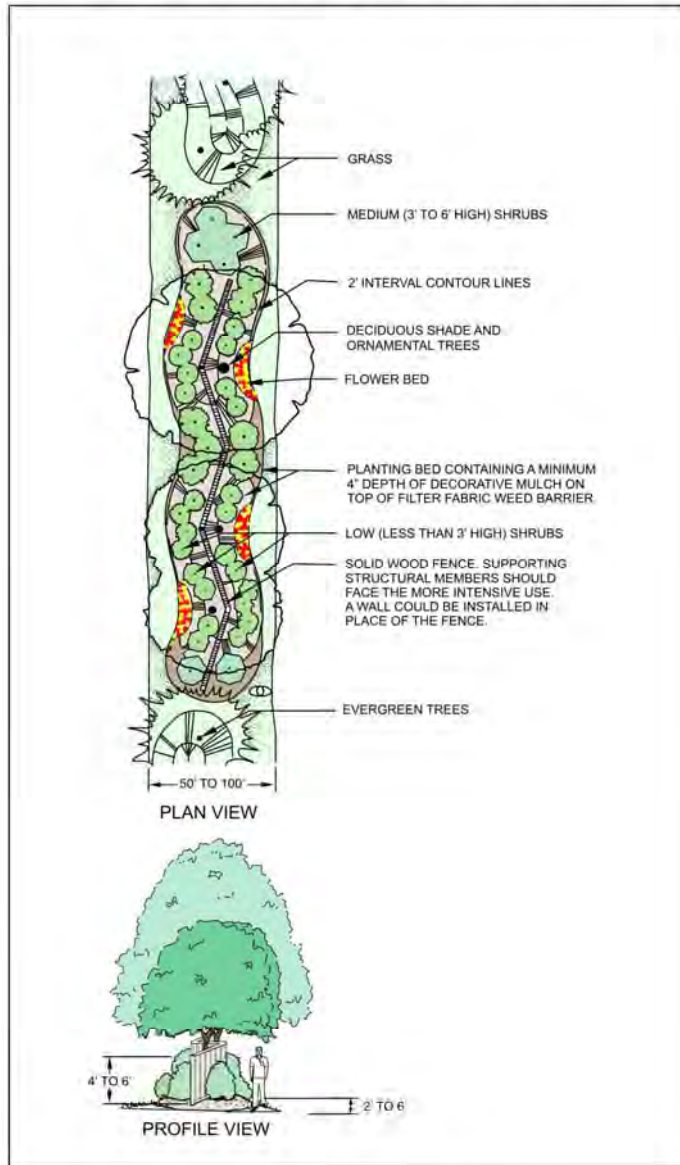 GRASS
MEDIUM (3' TO 6' HIGH) SHRUBS
2' INTERVAL CONTOUR LINES
DECIDUOUS SHADE AND
ORNAMENTAL TREES
FLOWER BED
PLANTING BED CONTAINING A MINIMUM
4" DEPTH OF DECORATIVE MULCH ON
TOP OF FILTER FABRIC WEED BARRIER.
LOW (LESS THAN 3' HIGH) SHRUBS
SOLID WOOD FENCE. SUPPORTING
STRUCTURAL MEMBERS SHOULD
FACE THE MORE INTENSIVE USE.
A WALL COULD BE INSTALLED IN
PLACE OF THE FENCE.
EVERGREEN TREES
50' TO 100'
PLAN VIEW
4' TO 6'
2' TO 6
PROFILE VIEW